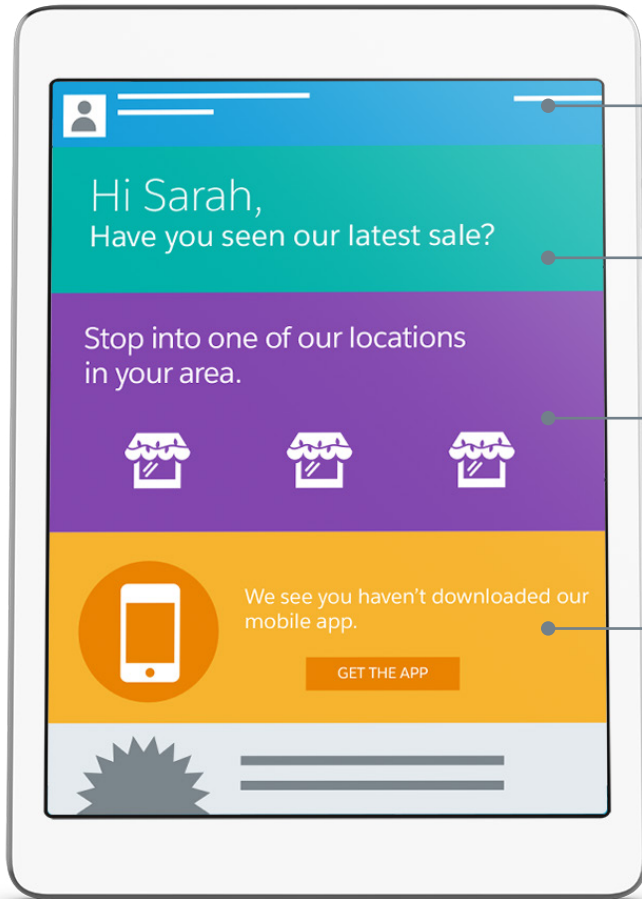 Hi Sarah,
Have you seen our latest sale?
Stop into one of our locations
in your area.
We see you haven't downloaded our
mobile app.
GET THE APP